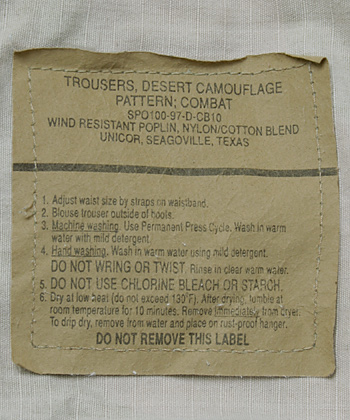 TROUSERS, DESERT CAMOUFLAGE
PATTERN; COMBAT
SPO100-97-D-CB10
WIND RESISTANT POPLIN, NYLON/COTTON BLEND
UNICOR, SEAGOVILLE, TEXAS
1. Adjust waist size by straps on waistband.
2. Blouse trouser outside of boots.
3. Machine washing. Use Permanent Press Cycle. Wash in warm
water with mild detergent.
4. Hand washing. Wash in warm water using mild detergent.
DO NOT WRING OR TWIST. Rinse in clear warm water.
5. DO NOT USE CHLORINE BLEACH OR STARCH.
6. Dry at low heat (do not exceed 130°F). After drying, tumble at
room temperature for 10 minutes. Remove immediately from dryer.
To drip dry, remove from water and place on rust-proof hanger.
DO NOT REMOVE THIS LABEL